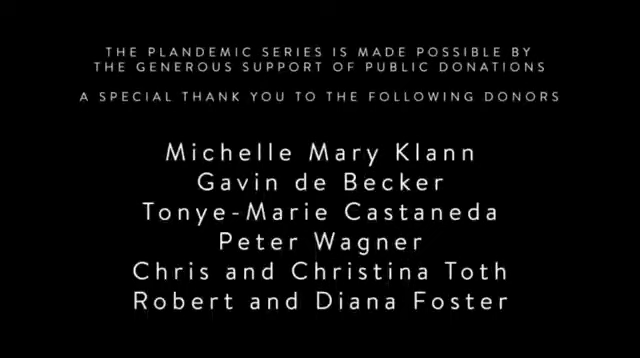 THE PLANDEMIC SERIES IS MADE POSSIBLE BY
THE GENEROUS SUPPORT OF PUBLIC DONATIONS
A SPECIAL THANK YOU TO THE FOLLOWING DONORS
Michelle Mary Klann
Gavin de Becker
Tonye-Marie Castaneda
Peter Wagner
Chris and Christina Toth
Robert and Diana Foster